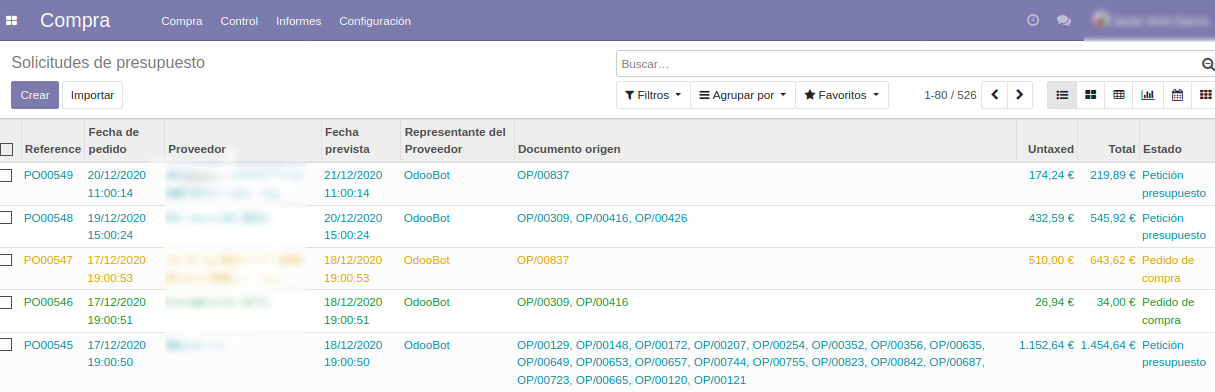 Compra Compra Control Informes Configuración
Solicitudes de presupuesto
Buscar...
Crear Importar Filtros Agrupar por Favoritos 1-80 / 526
Reference Fecha de pedido Proveedor Fecha prevista Representante del Proveedor Documento origen Untaxed Total Estado
PO00549 20/12/2020 21/12/2020 OdooBot OP/00837 174,24 € 219,89 € Petición
11:00:14 11:00:14 presupuesto
PO00548 19/12/2020 20/12/2020 OdooBot OP/00309, OP/00416, OP/00426 432,59 € 545,92 € Petición
15:00:24 15:00:24 presupuesto
PO00547 17/12/2020 18/12/2020 OdooBot OP/00837 510,00 € 643,62 € Pedido de
19:00:53 19:00:53 compra
PO00546 17/12/2020 18/12/2020 OdooBot OP/00309, OP/00416 26,94 € 34,00 € Pedido de
19:00:51 19:00:51 compra
PO00545 17/12/2020 18/12/2020 OdooBot OP/00129, OP/00148, OP/00172, OP/00207, OP/00254, OP/00352, OP/00356, OP/00635, 1.152,64 € 1.454,64 € Petición
19:00:50 19:00:50 OP/00649, OP/00653, OP/00657, OP/00744, OP/00755, OP/00823, OP/00842, OP/00687, presupuesto
OP/00723, OP/00665, OP/00120, OP/00121